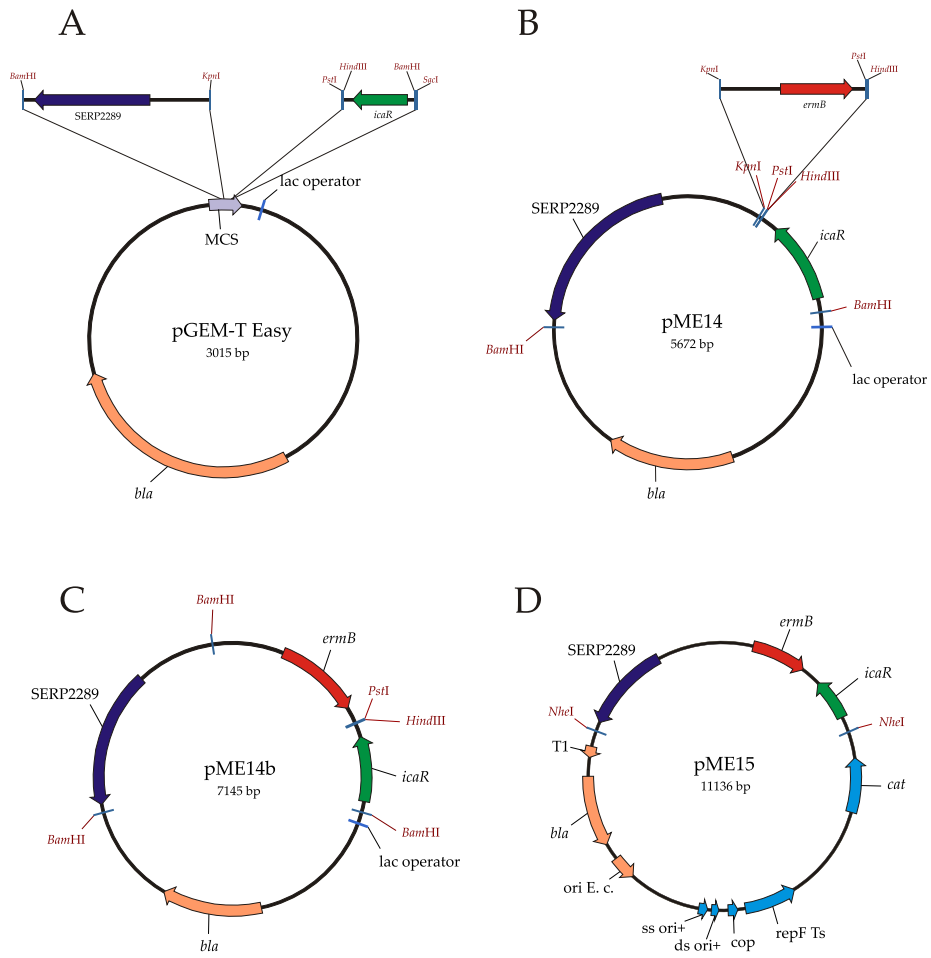 A
BamHI
KpnI
SERP2289
HindIII
PstI
BamHI
SgcI
icaR
lac operator
MCS
pGEM-T Easy
3015 bp
bla
B
KpnI
PstI
HindIII
ermB
KpnI
PstI
HindIII
SERP2289
icaR
BamHI
BamHI
pME14
5672 bp
lac operator
bla
C
BamHI
ermB
SERP2289
PstI
HindIII
pME14b
7145 bp
icaR
BamHI
BamHI
lac operator
bla
D
ermB
SERP2289
icaR
NheI
NheI
T1
pME15
11136 bp
cat
bla
ori E. c.
ss ori+
ds ori+
cop
repF Ts